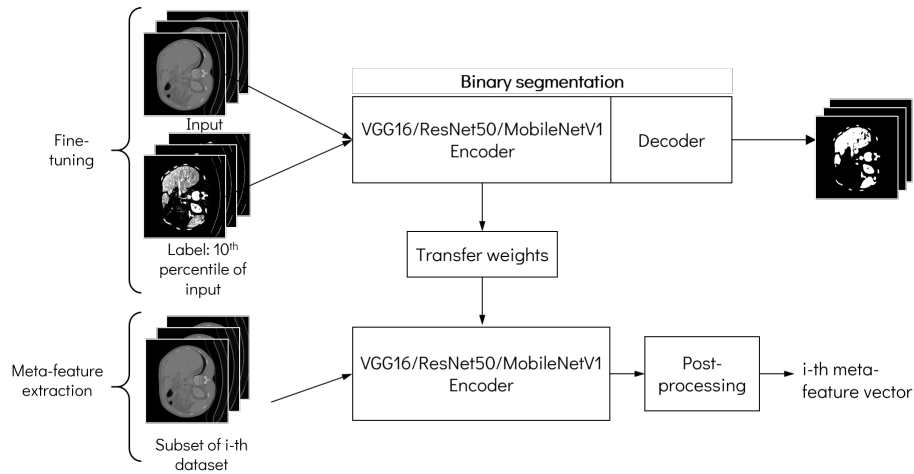 Fine-
tuning
Input
Label: 10th
percentile of
input
Binary segmentation
VGG16/ResNet50/MobileNetV1
Encoder
Decoder
Transfer weights
Meta-feature
extraction
Subset of i-th
dataset
VGG16/ResNet50/MobileNetV1
Encoder
Post-
processing
i-th meta-
feature vector